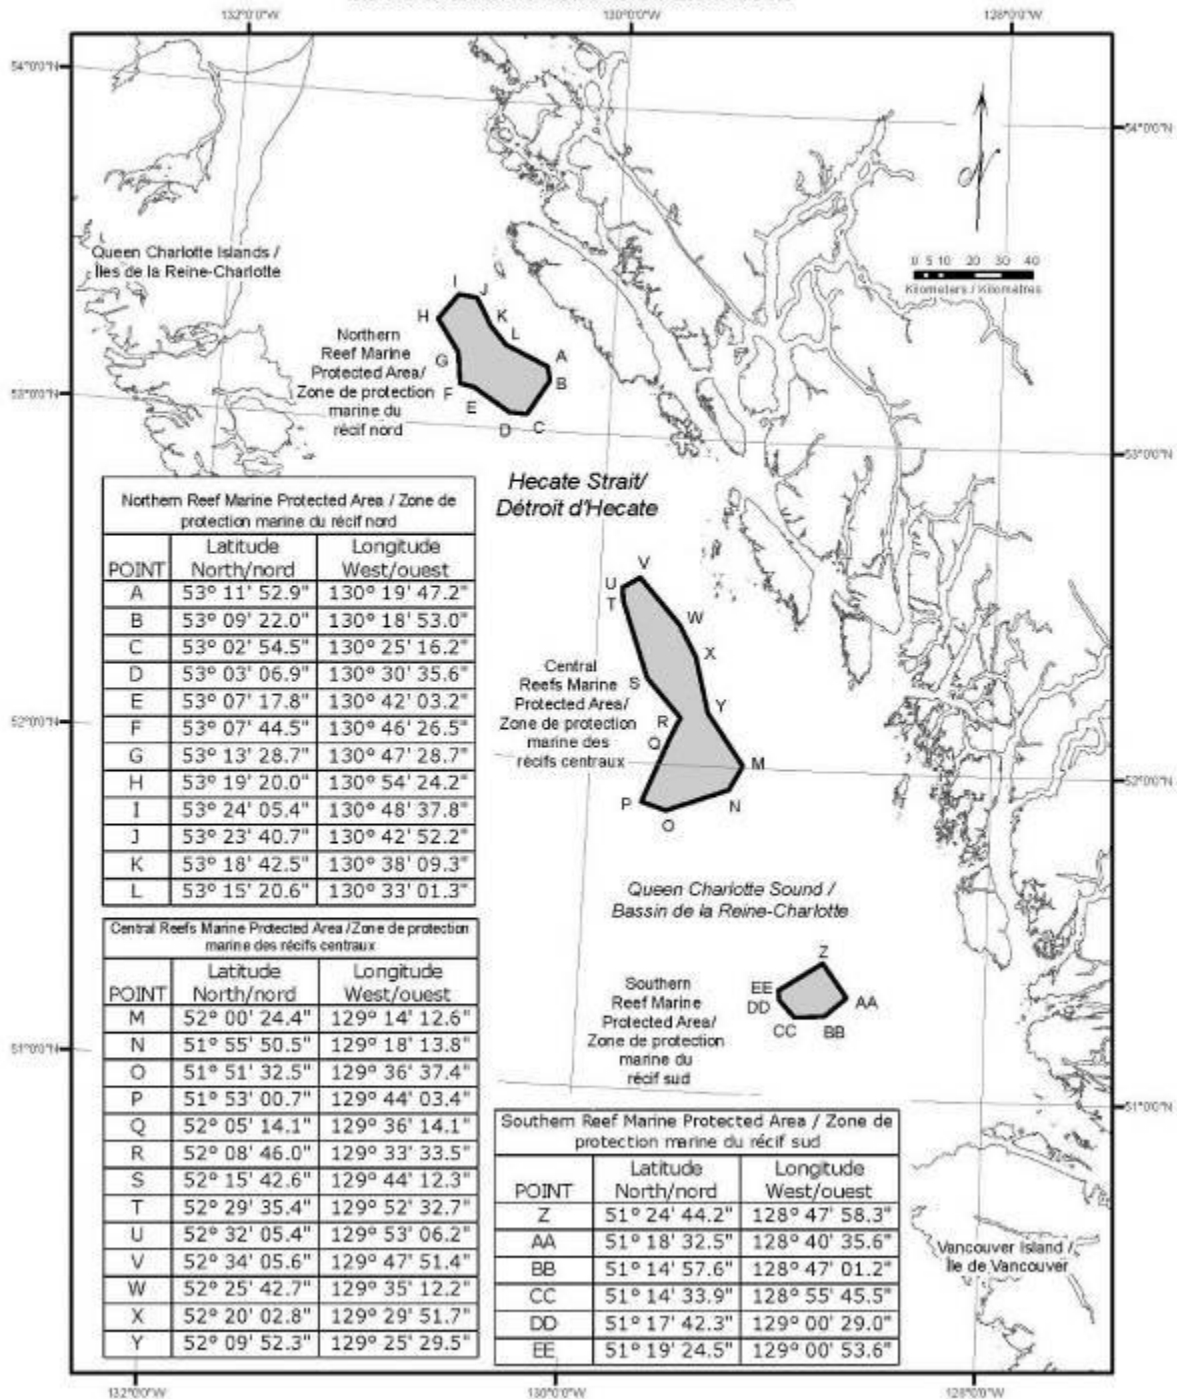 132°0'0"W 130°0'0"W 128°0'0"W
54°0'0"N
54°0'0"N
0 5 10 20 30 40
Kilometers / Kilomètres
Queen Charlotte Islands /
Îles de la Reine-Charlotte
I J
H K
L
G A
F B
E
D C
Northern
Reef Marine
Protected Area/
Zone de protection
marine du
récif nord
53°0'0"N
53°0'0"N
Hecate Strait/
Détroit d'Hecate
Northern Reef Marine Protected Area / Zone de
protection marine du récif nord
POINT Latitude North/nord Longitude West/ouest
A 53° 11' 52.9" 130° 19' 47.2"
B 53° 09' 22.0" 130° 18' 53.0"
C 53° 02' 54.5" 130° 25' 16.2"
D 53° 03' 06.9" 130° 30' 35.6"
E 53° 07' 17.8" 130° 42' 03.2"
F 53° 07' 44.5" 130° 46' 26.5"
G 53° 13' 28.7" 130° 47' 28.7"
H 53° 19' 20.0" 130° 54' 24.2"
I 53° 24' 05.4" 130° 48' 37.8"
J 53° 23' 40.7" 130° 42' 52.2"
K 53° 18' 42.5" 130° 38' 09.3"
L 53° 15' 20.6" 130° 33' 01.3"
V
U
T W
X
S
Y
R
Q
M
P N
O
Central
Reefs Marine
Protected Area/
Zone de protection
marine des
récifs centraux
52°0'0"N
52°0'0"N
Queen Charlotte Sound /
Bassin de la Reine-Charlotte
Central Reefs Marine Protected Area / Zone de protection
marine des récifs centraux
POINT Latitude North/nord Longitude West/ouest
M 52° 00' 24.4" 129° 14' 12.6"
N 51° 55' 50.5" 129° 18' 13.8"
O 51° 51' 32.5" 129° 36' 37.4"
P 51° 53' 00.7" 129° 44' 03.4"
Q 52° 05' 14.1" 129° 36' 14.1"
R 52° 08' 46.0" 129° 33' 33.5"
S 52° 15' 42.6" 129° 44' 12.3"
T 52° 29' 35.4" 129° 52' 32.7"
U 52° 32' 05.4" 129° 53' 06.2"
V 52° 34' 05.6" 129° 47' 51.4"
W 52° 25' 42.7" 129° 35' 12.2"
X 52° 20' 02.8" 129° 29' 51.7"
Y 52° 09' 52.3" 129° 25' 29.5"
Z
EE
DD AA
CC BB
Southern
Reef Marine
Protected Area/
Zone de protection
marine du
récif sud
51°0'0"N
51°0'0"N
Southern Reef Marine Protected Area / Zone de
protection marine du récif sud
POINT Latitude North/nord Longitude West/ouest
Z 51° 24' 44.2" 128° 47' 58.3"
AA 51° 18' 32.5" 128° 40' 35.6"
BB 51° 14' 57.6" 128° 47' 01.2"
CC 51° 14' 33.9" 128° 55' 45.5"
DD 51° 17' 42.3" 129° 00' 29.0"
EE 51° 19' 24.5" 129° 00' 53.6"
Vancouver Island /
Île de Vancouver
132°0'0"W 130°0'0"W 128°0'0"W